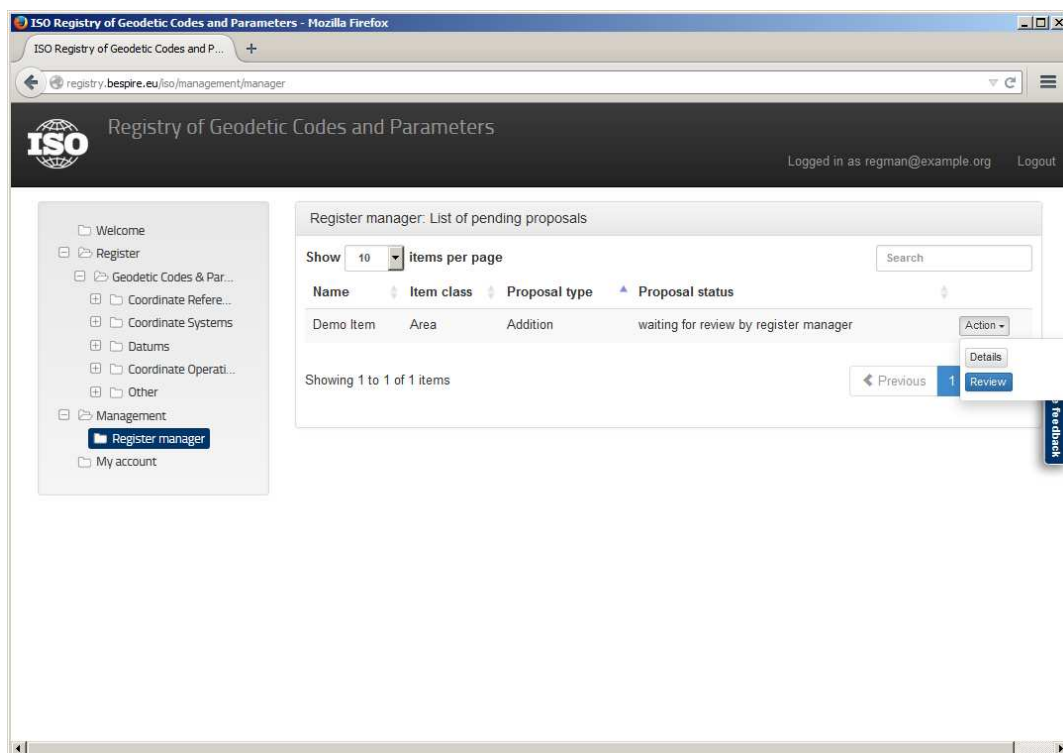 ISO Registry of Geodetic Codes and Parameters - Mozilla Firefox
ISO Registry of Geodetic Codes and P...
registry.bespire.eu/iso/management/manager
ISO
Registry of Geodetic Codes and Parameters
Logged in as regman@example.org Logout
Welcome
Register
Geodetic Codes & Par...
Coordinate Refere...
Coordinate Systems
Datums
Coordinate Operati...
Other
Management
Register manager
My account
Register manager: List of pending proposals
Show 10 items per page Search
Name Item class Proposal type Proposal status
Demo Item Area Addition waiting for review by register manager Action
Details
Review
Showing 1 to 1 of 1 items Previous 1
feedback